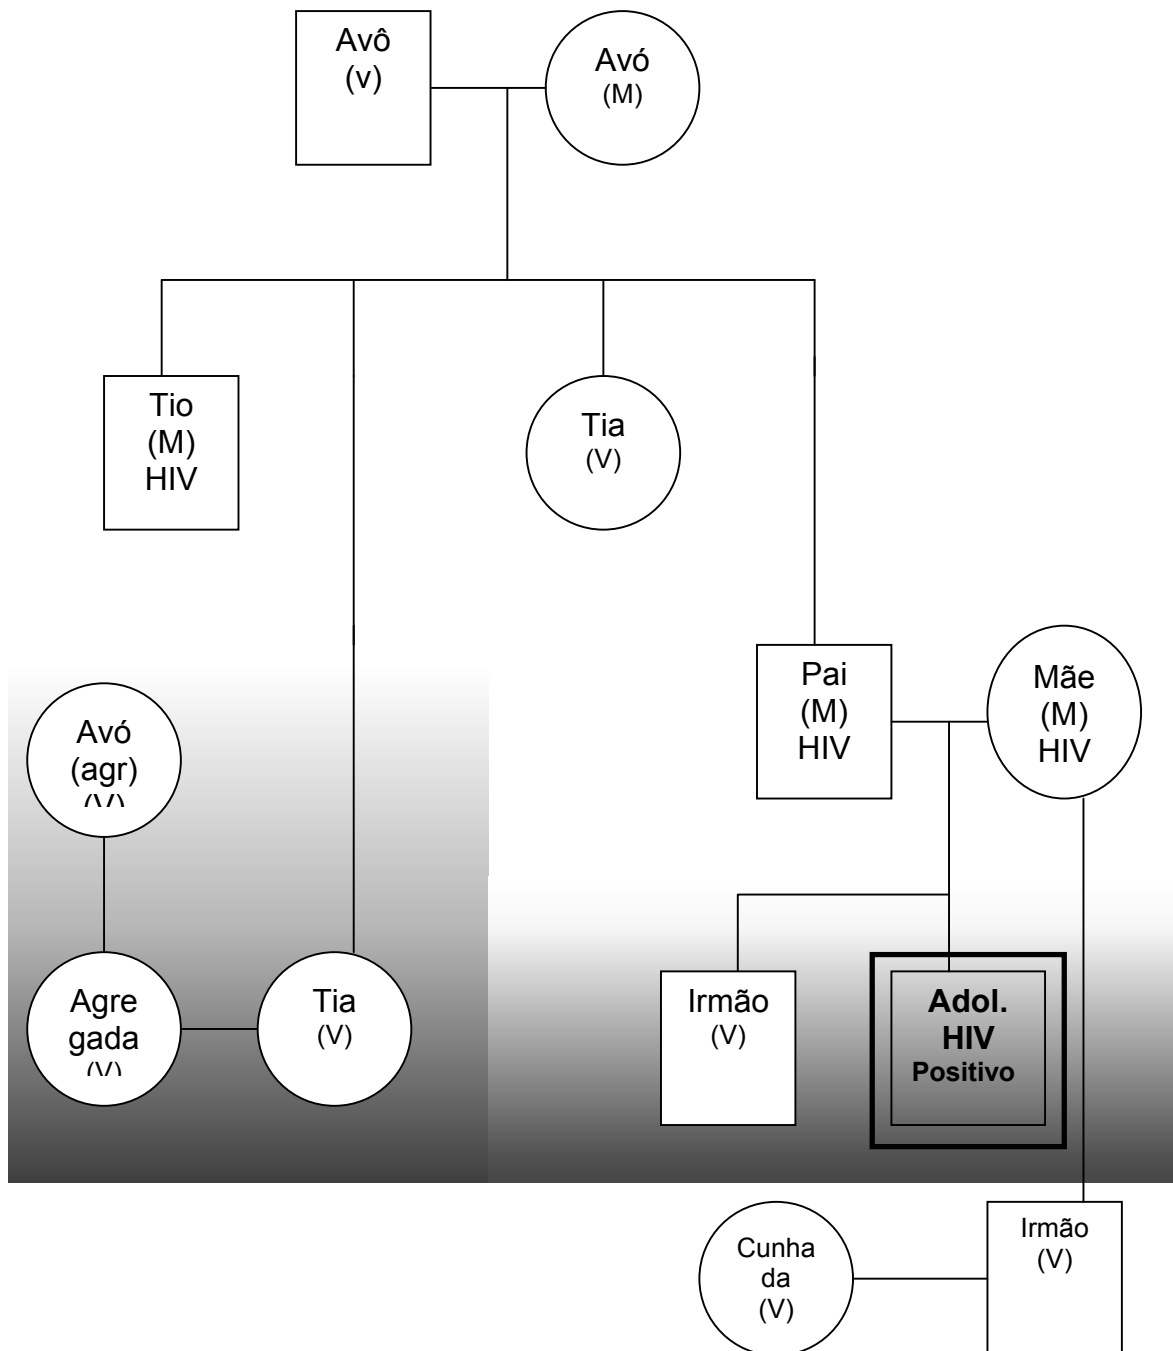 Avô
(v)
Avó
(M)
Tio
(M)
HIV
Tia
(V)
Pai
(M)
HIV
Mãe
(M)
HIV
Avó
(agr)
(V)
Agre
gada
(V)
Tia
(V)
Irmão
(V)
Adol.
HIV
Positivo
Cunha
da
(V)
Irmão
(V)